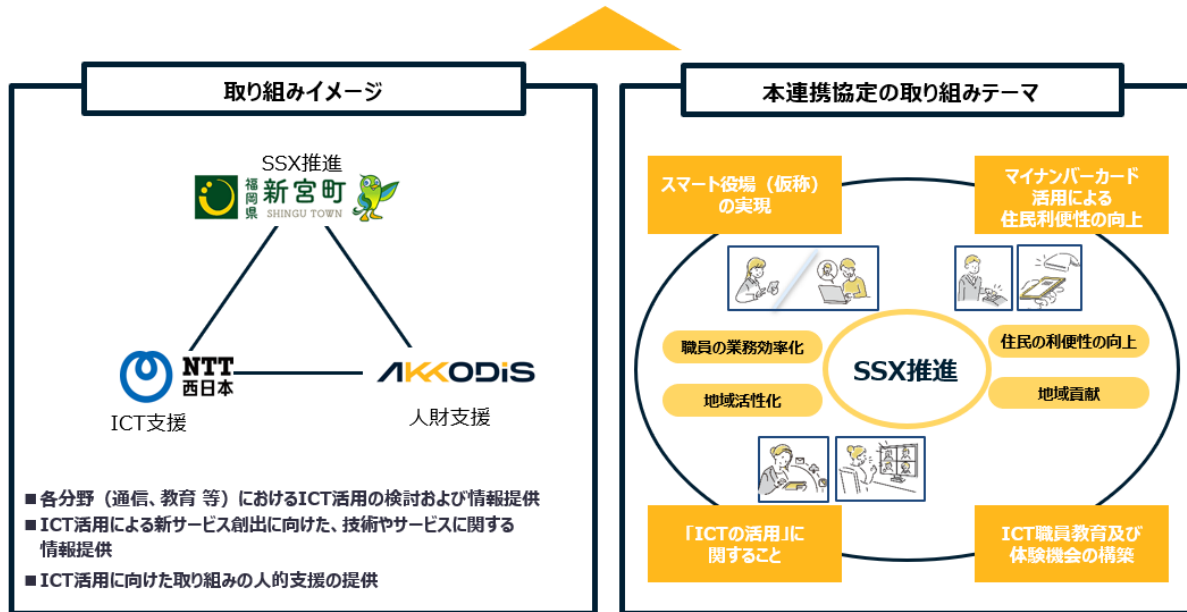 取り組みイメージ
SSX推進
福岡県
新宮町
SHINGU TOWN
NTT
西日本
ICT支援
AKKODiS
人財支援
■各分野（通信、教育 等）におけるICT活用の検討および情報提供
■ICT活用による新サービス創出に向けた、技術やサービスに関する
情報提供
■ICT活用に向けた取り組みの人的支援の提供
本連携協定の取り組みテーマ
スマート役場（仮称）
の実現
マイナンバーカード
活用による
住民利便性の向上
職員の業務効率化
地域活性化
SSX推進
住民の利便性の向上
地域貢献
「ICTの活用」に
関すること
ICT職員教育及び
体験機会の構築